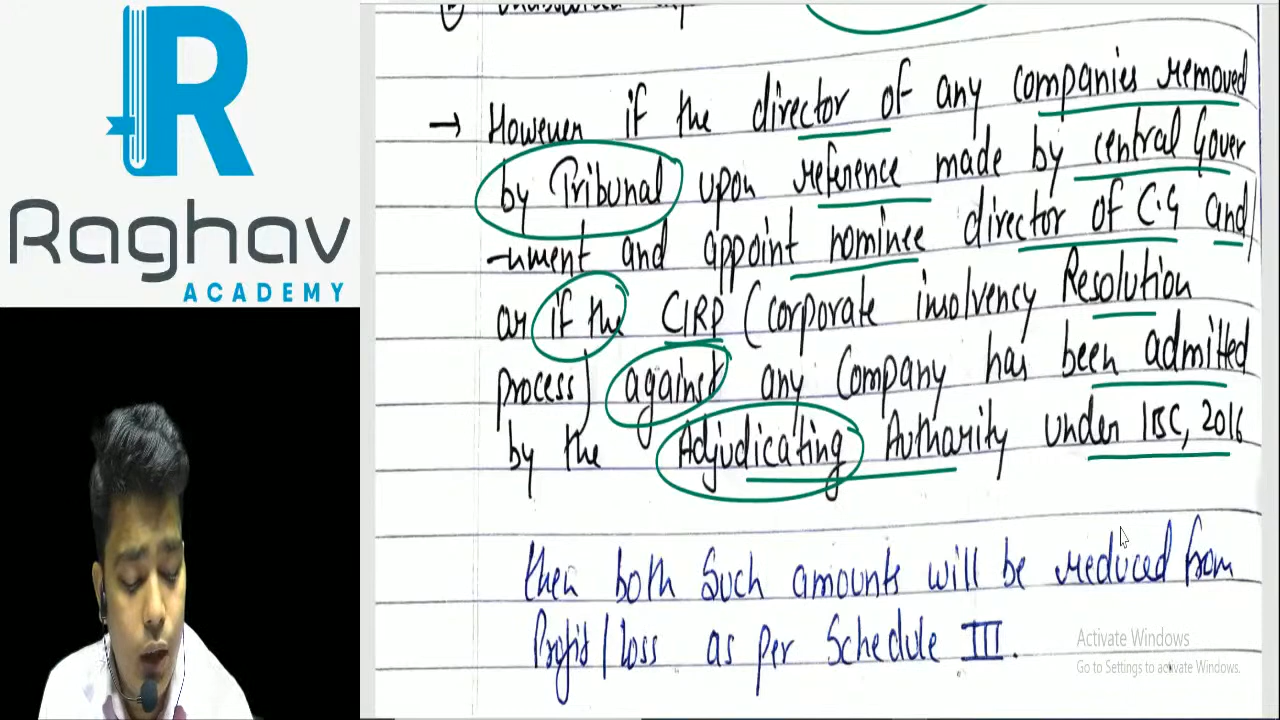 R
Raghav
ACADEMY
→ However if the director of any companies removed
by Tribunal upon reference made by central Gover
-nment and appoint nominee director of C.G and/
or if the CIRP (corporate insolvency Resolution
process) against any Company has been admitted
by the Adjudicating Authority under IBC, 2016
then both such amounts will be reduced from
Profit/loss as per Schedule III.
Activate Windows
Go to Settings to activate Windows.